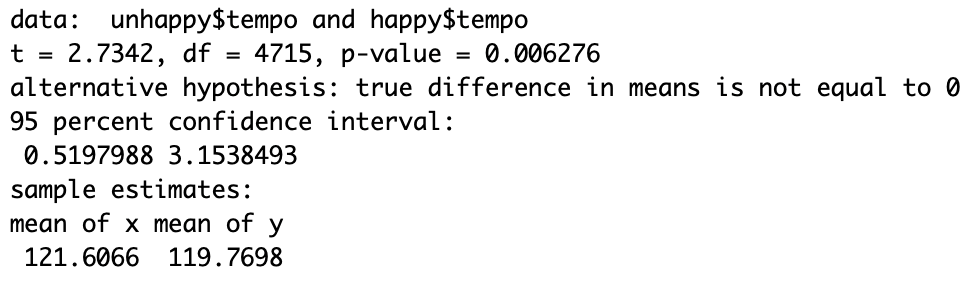 data:  unhappy$tempo and happy$tempo
t = 2.7342, df = 4715, p-value = 0.006276
alternative hypothesis: true difference in means is not equal to 0
95 percent confidence interval:
 0.5197988 3.1538493
sample estimates:
mean of x mean of y
 121.6066  119.7698